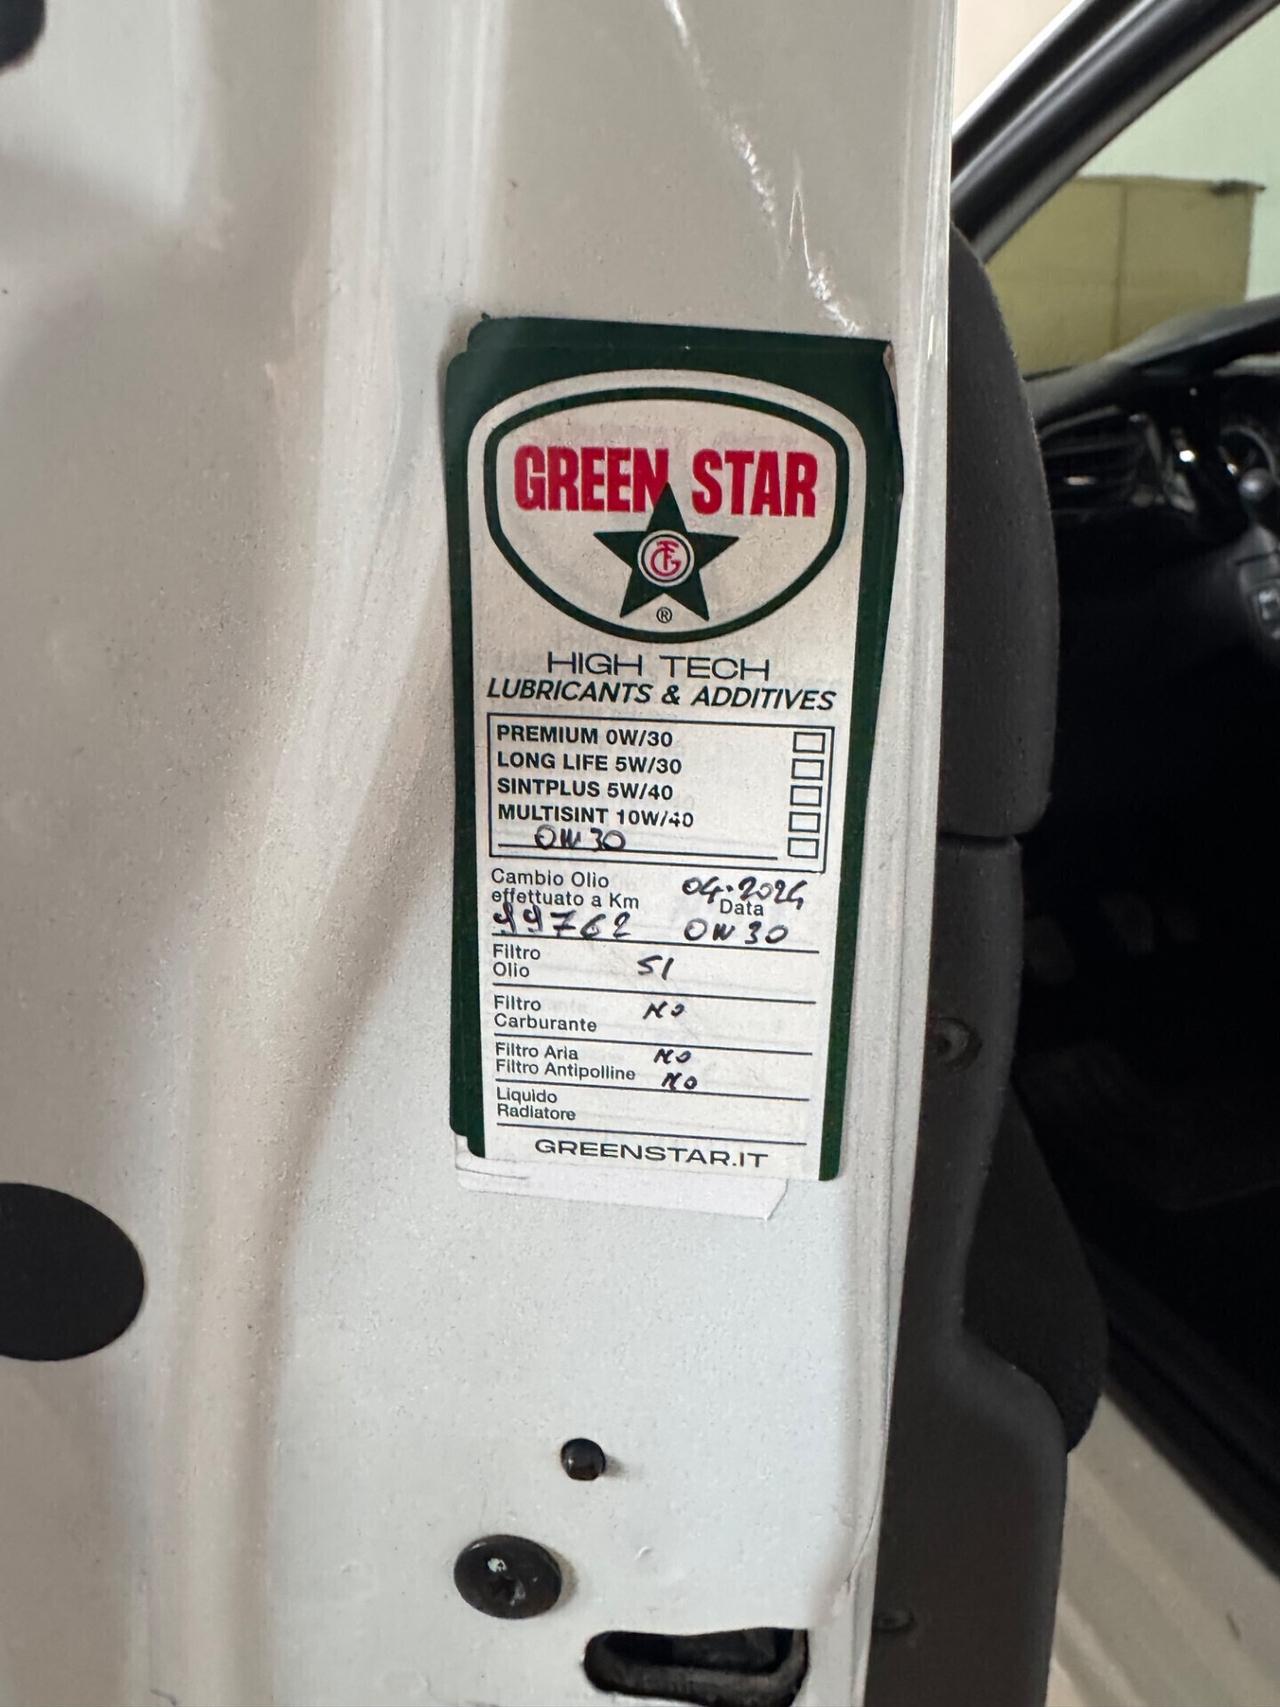 GREEN STAR
GF
®
HIGH TECH
LUBRICANTS & ADDITIVES
PREMIUM 0W/30
LONG LIFE 5W/30
SINTPLUS 5W/40
MULTISINT 10W/40
0W30
Cambio Olio
effettuato a Km
04.2024
Data
99762 0W30
Filtro
Olio
SI
Filtro
Carburante
NO
Filtro Aria NO
Filtro Antipolline NO
Liquido
Radiatore
GREENSTAR.IT